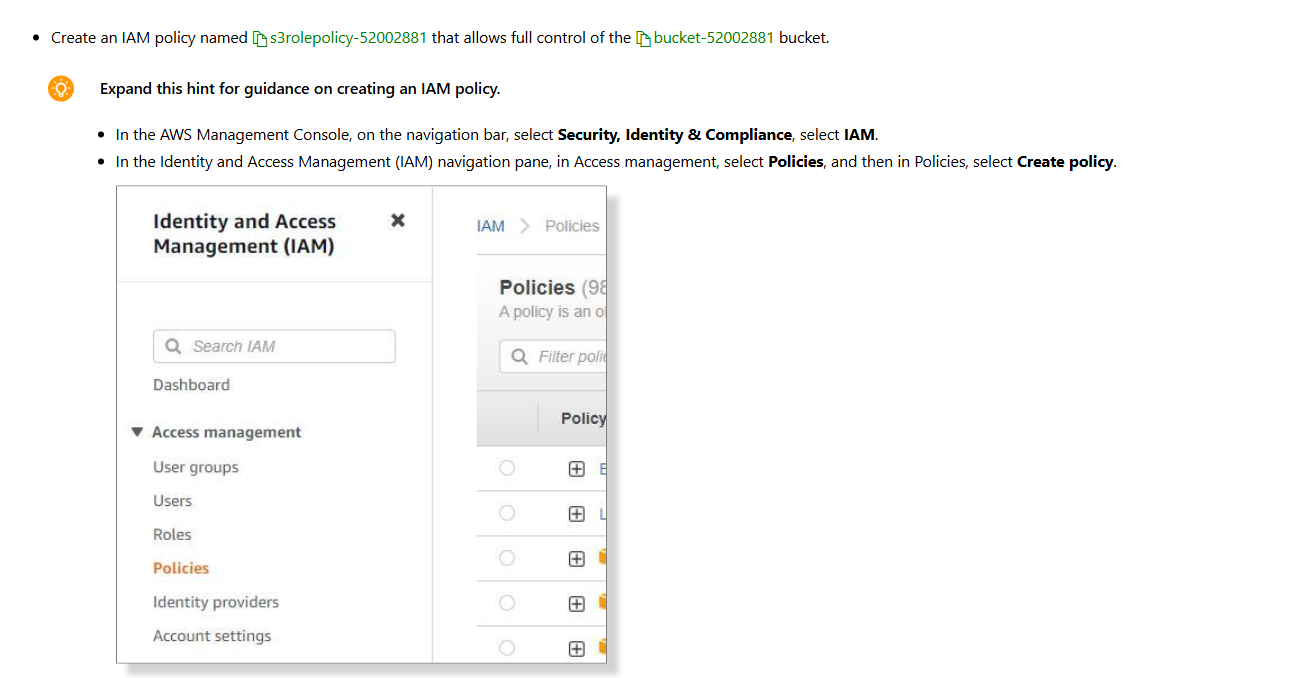 Create an IAM policy named s3rolepolicy-52002881 that allows full control of the bucket-52002881 bucket.
Expand this hint for guidance on creating an IAM policy.
In the AWS Management Console, on the navigation bar, select Security, Identity & Compliance, select IAM.
In the Identity and Access Management (IAM) navigation pane, in Access management, select Policies, and then in Policies, select Create policy.
Identity and Access
Management (IAM)
Search IAM
Dashboard
Access management
User groups
Users
Roles
Policies
Identity providers
Account settings
IAM > Policies
Policies (98
A policy is an o
Filter polic
Policy
E
L